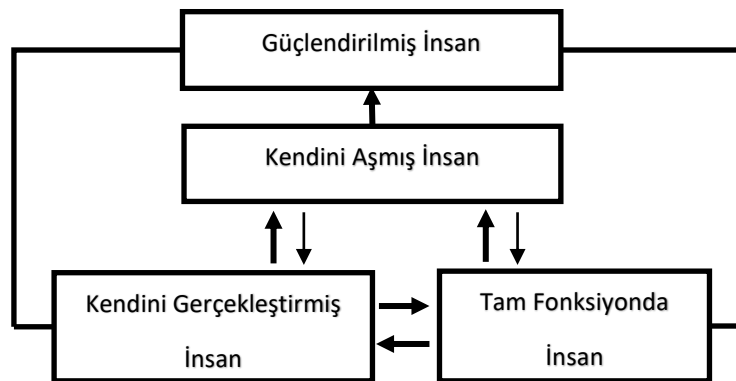 Güçlendirilmiş İnsan
Kendini Aşmış İnsan
Kendini Gerçekleştirmiş
İnsan
Tam Fonksiyonda
İnsan